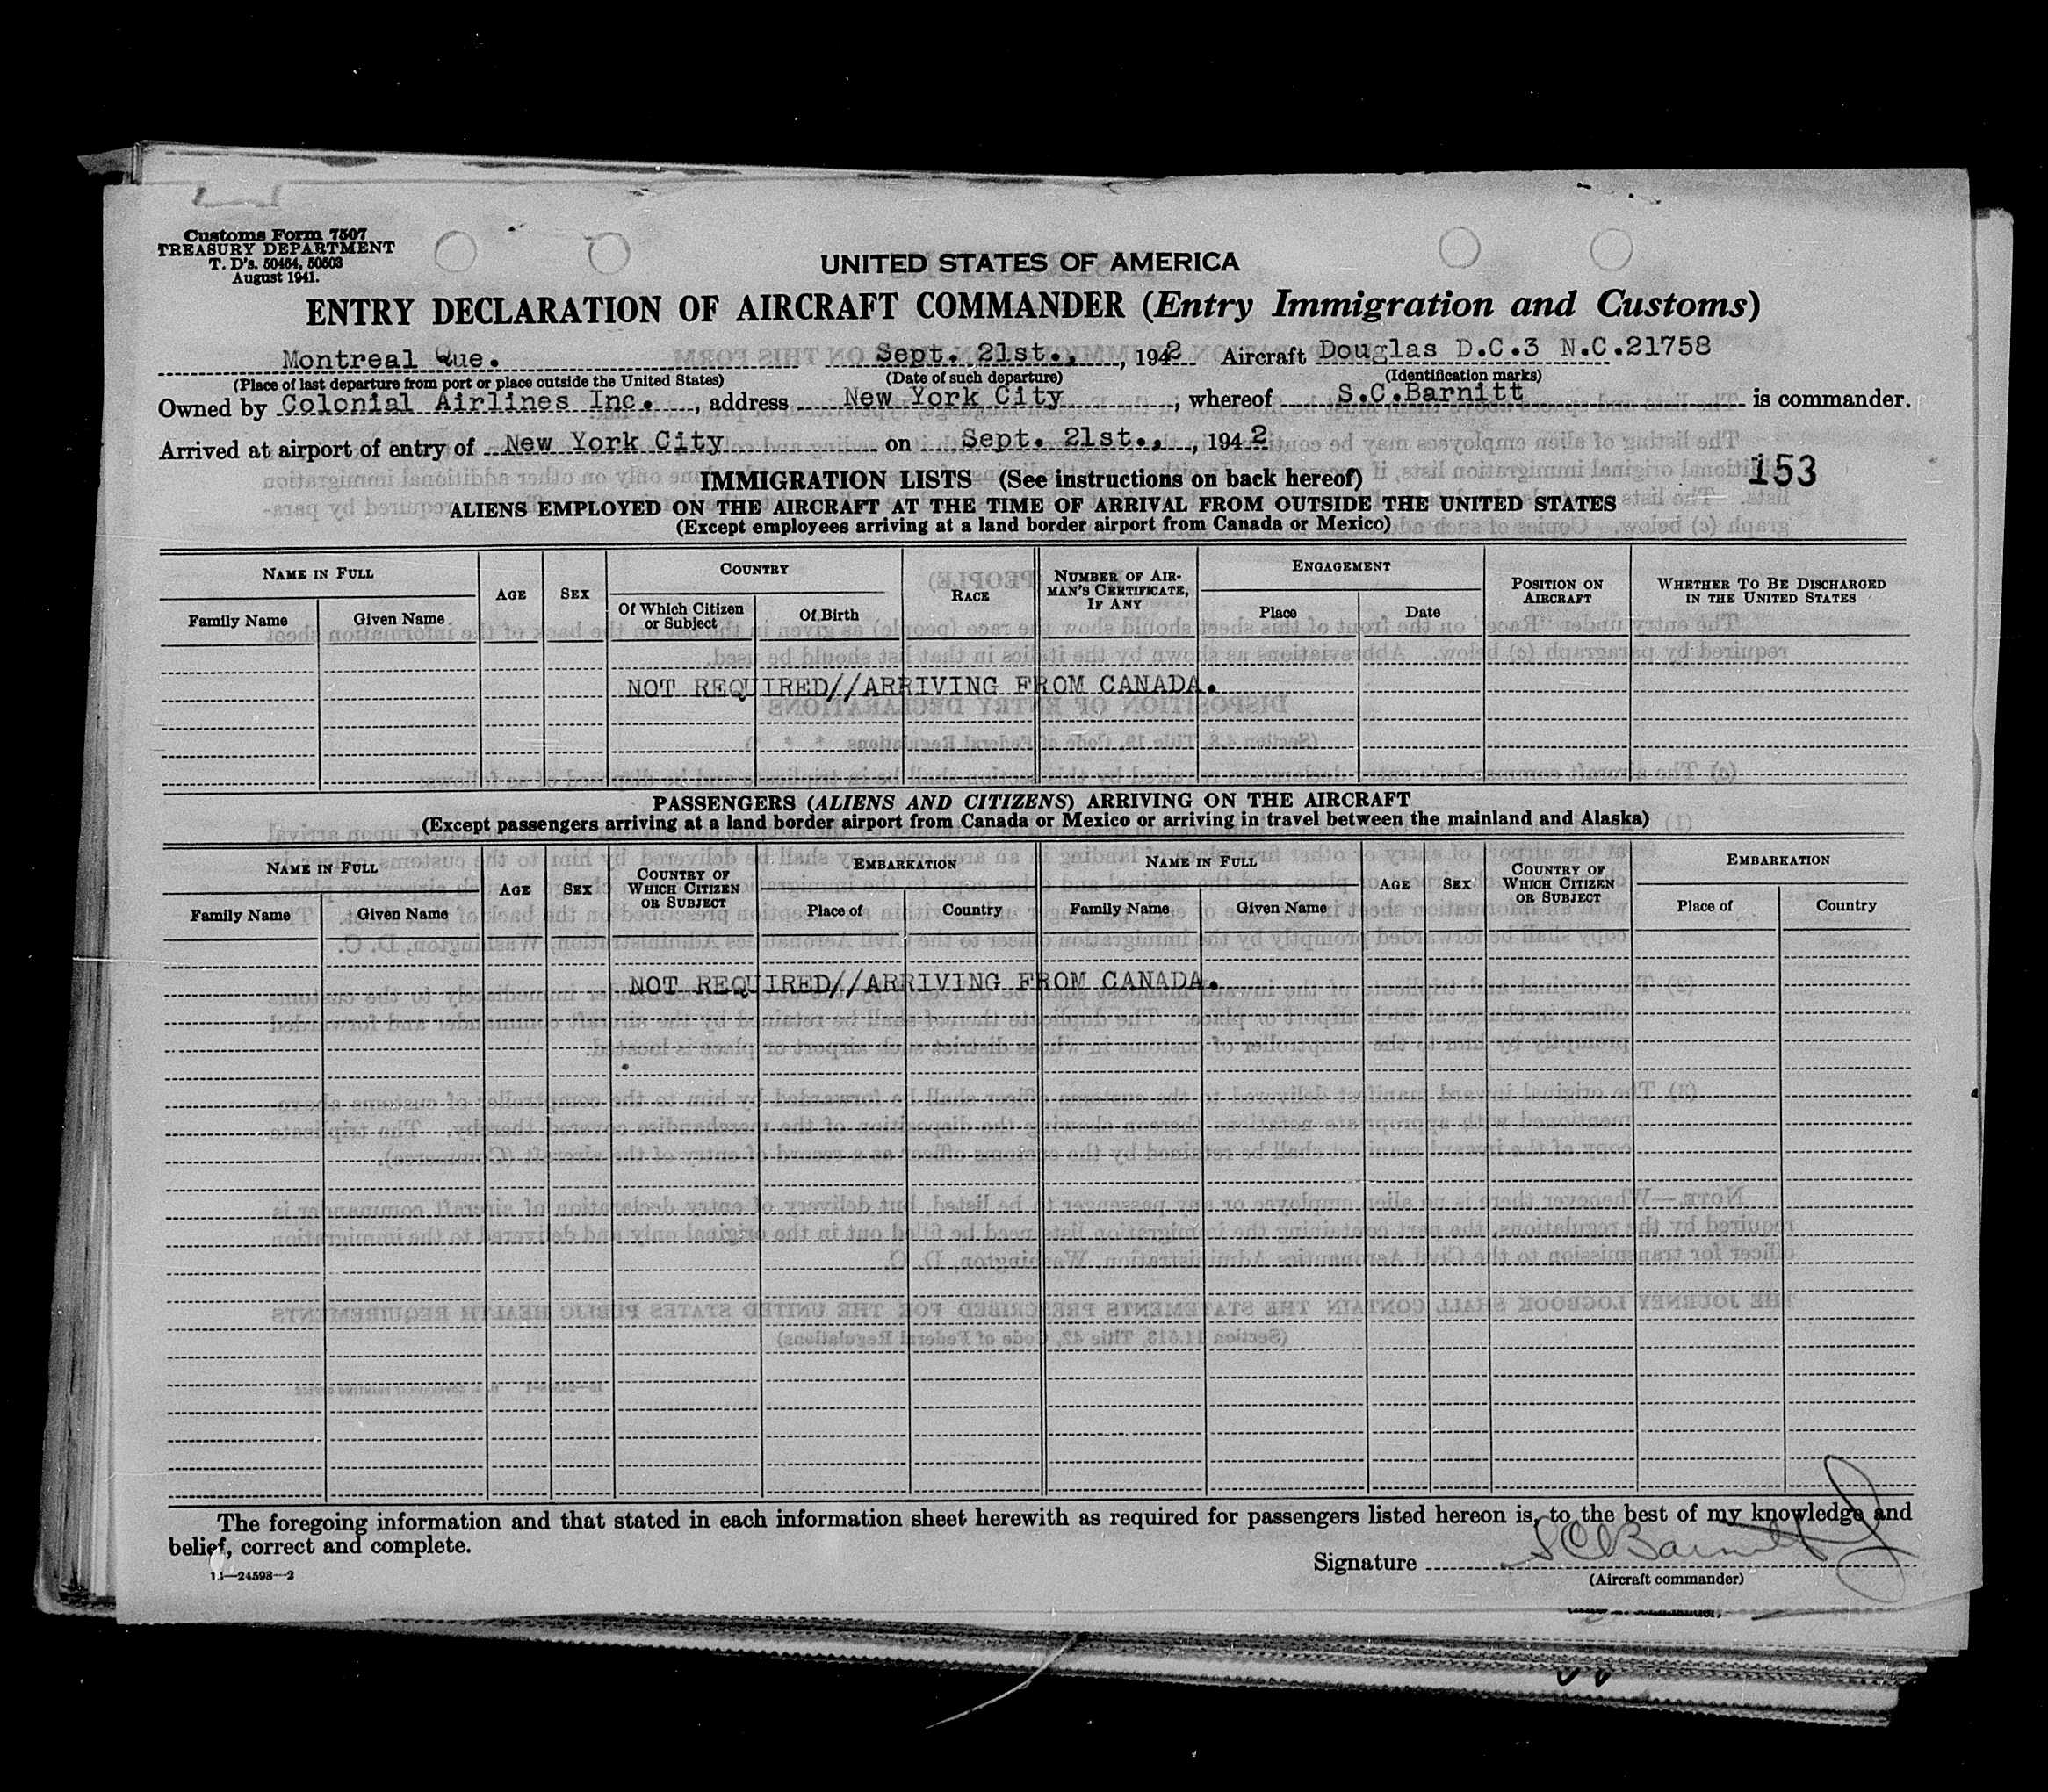 Customs Form 7507
TREASURY DEPARTMENT
T. D's. 50464, 50503
August 1941.
UNITED STATES OF AMERICA
ENTRY DECLARATION OF AIRCRAFT COMMANDER (Entry Immigration and Customs)
Montreal Que. Sept. 21st., , 1942 Aircraft Douglas D.C.3 N.C.21758
(Place of last departure from port or place outside the United States) (Date of such departure) (Identification marks)
Owned by Colonial Airlines Inc. , address New York City , whereof S.C.Barnitt is commander.
Arrived at airport of entry of New York City on Sept. 21st., , 1942
153
IMMIGRATION LISTS (See instructions on back hereof)
ALIENS EMPLOYED ON THE AIRCRAFT AT THE TIME OF ARRIVAL FROM OUTSIDE THE UNITED STATES
(Except employees arriving at a land border airport from Canada or Mexico)
NAME IN FULL AGE SEX COUNTRY RACE NUMBER OF AIR-MAN'S CERTIFICATE, IF ANY ENGAGEMENT POSITION ON AIRCRAFT WHETHER TO BE DISCHARGED IN THE UNITED STATES
Family Name Given Name Of Which Citizen or Subject Of Birth Place Date
NOT REQUIRED//ARRIVING FROM CANADA.
PASSENGERS (ALIENS AND CITIZENS) ARRIVING ON THE AIRCRAFT
(Except passengers arriving at a land border airport from Canada or Mexico or arriving in travel between the mainland and Alaska)
NAME IN FULL AGE SEX COUNTRY OF WHICH CITIZEN OR SUBJECT EMBARKATION NAME IN FULL AGE SEX COUNTRY OF WHICH CITIZEN OR SUBJECT EMBARKATION
Family Name Given Name Place of Country Family Name Given Name Place of Country
NOT REQUIRED//ARRIVING FROM CANADA.
The foregoing information and that stated in each information sheet herewith as required for passengers listed hereon is, to the best of my knowledge and
belief, correct and complete.
Signature SCBarnitt
(Aircraft commander)
16—24598—2